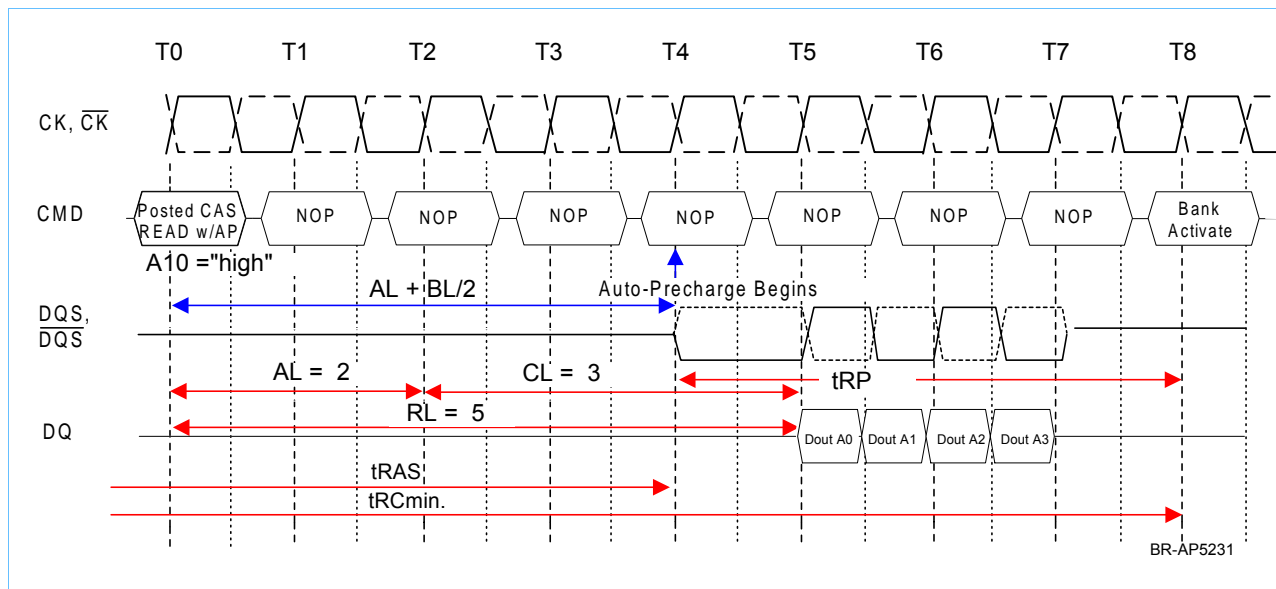 T0 T1 T2 T3 T4 T5 T6 T7 T8
CK, CK
CMD
Posted CAS
READ w/AP
NOP
NOP
NOP
NOP
NOP
NOP
NOP
Bank
Activate
A10 ="high"
AL + BL/2
Auto-Precharge Begins
DQS,
DQS
AL = 2
CL = 3
tRP
RL = 5
DQ
Dout A0
Dout A1
Dout A2
Dout A3
tRAS
tRCmin.
BR-AP5231